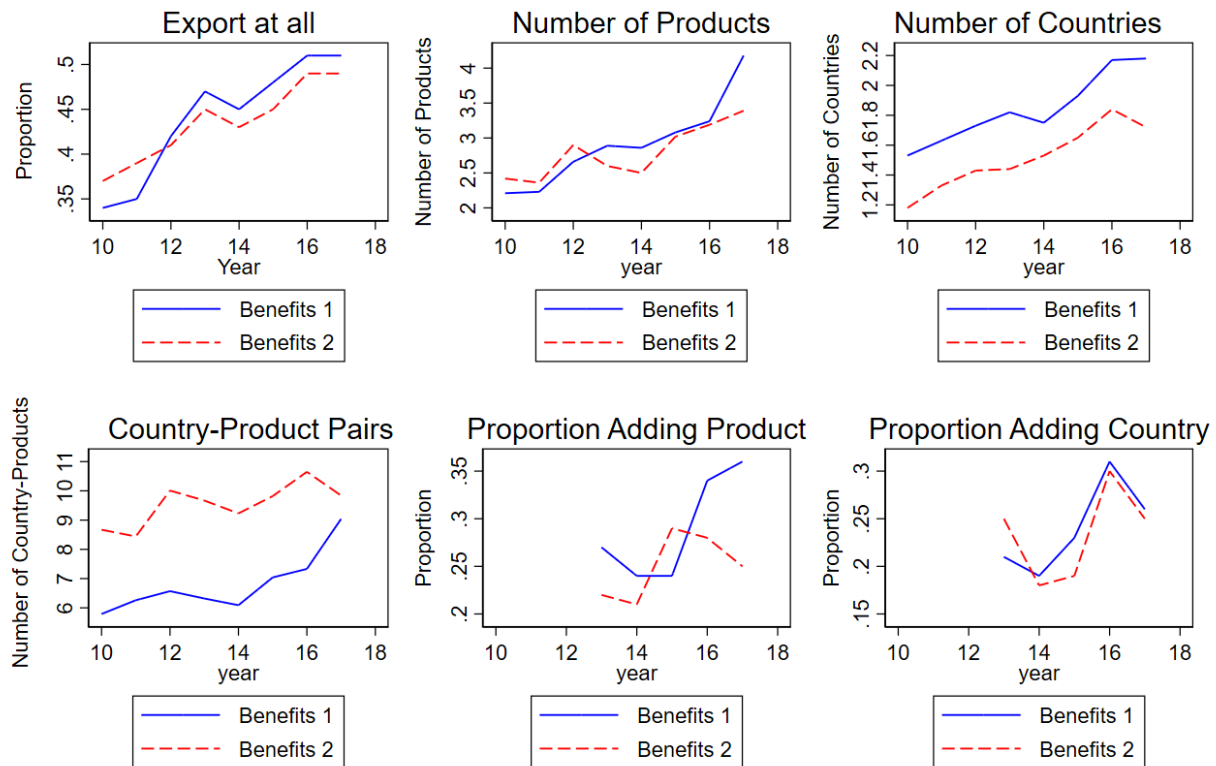 Export at all
Proportion
.35 .4 .45 .5
10 12 14 16 18
Year
Benefits 1
Benefits 2
Number of Products
Number of Products
2 2.5 3 3.5 4
10 12 14 16 18
year
Benefits 1
Benefits 2
Number of Countries
Number of Countries
1.2 1.4 1.6 1.8 2 2.2
10 12 14 16 18
year
Benefits 1
Benefits 2
Country-Product Pairs
Number of Country-Products
6 7 8 9 10 11
10 12 14 16 18
year
Benefits 1
Benefits 2
Proportion Adding Product
Proportion
.2 .25 .3 .35
10 12 14 16 18
year
Benefits 1
Benefits 2
Proportion Adding Country
Proportion
.15 .2 .25 .3
10 12 14 16 18
year
Benefits 1
Benefits 2